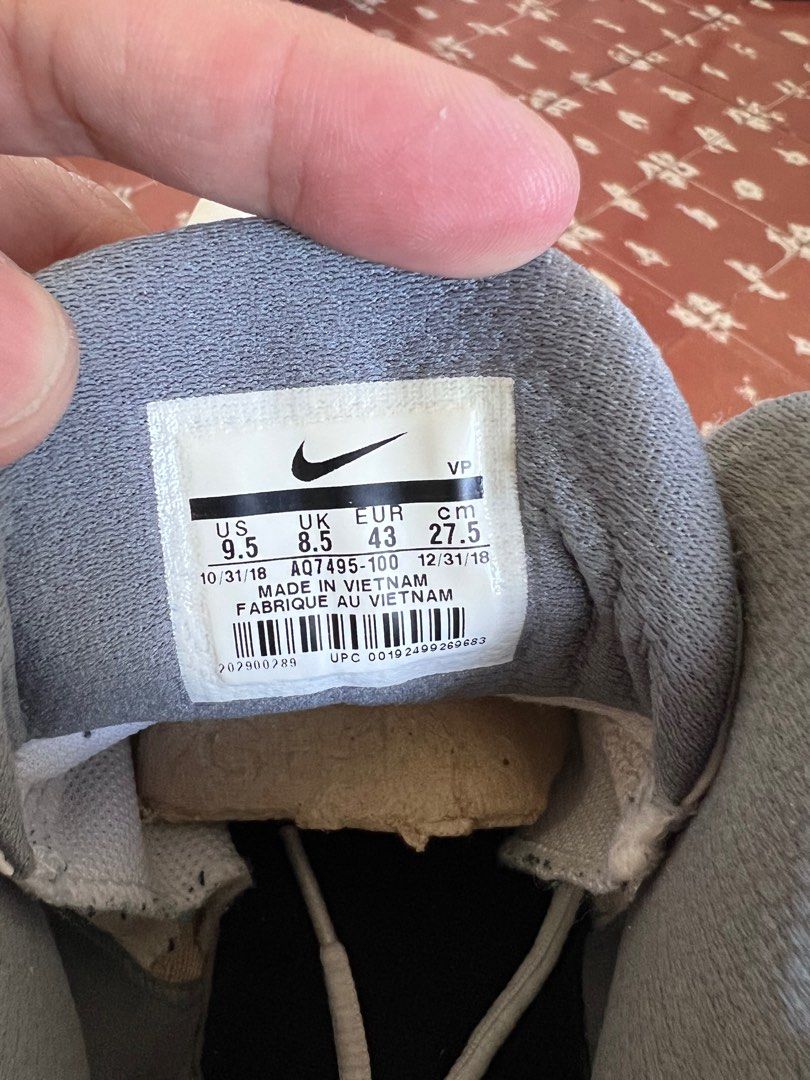 VP
US UK EUR cm
9.5 8.5 43 27.5
10/31/18 AQ7495-100 12/31/18
MADE IN VIETNAM
FABRIQUE AU VIETNAM
202900289 UPC 00192499269683